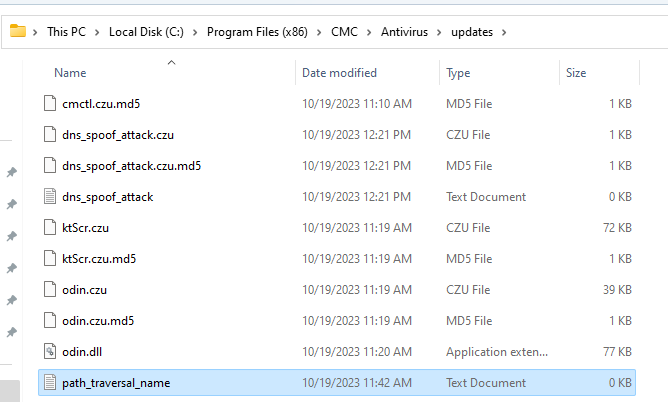 This PC > Local Disk (C:) > Program Files (x86) > CMC > Antivirus > updates >
Name Date modified Type Size
cmctl.czu.md5 10/19/2023 11:10 AM MD5 File 1 KB
dns_spoof_attack.czu 10/19/2023 12:21 PM CZU File 1 KB
dns_spoof_attack.czu.md5 10/19/2023 12:21 PM MD5 File 1 KB
dns_spoof_attack 10/19/2023 12:21 PM Text Document 0 KB
ktScr.czu 10/19/2023 11:19 AM CZU File 72 KB
ktScr.czu.md5 10/19/2023 11:19 AM MD5 File 1 KB
odin.czu 10/19/2023 11:19 AM CZU File 39 KB
odin.czu.md5 10/19/2023 11:19 AM MD5 File 1 KB
odin.dll 10/19/2023 11:20 AM Application exten... 77 KB
path_traversal_name 10/19/2023 11:42 AM Text Document 0 KB